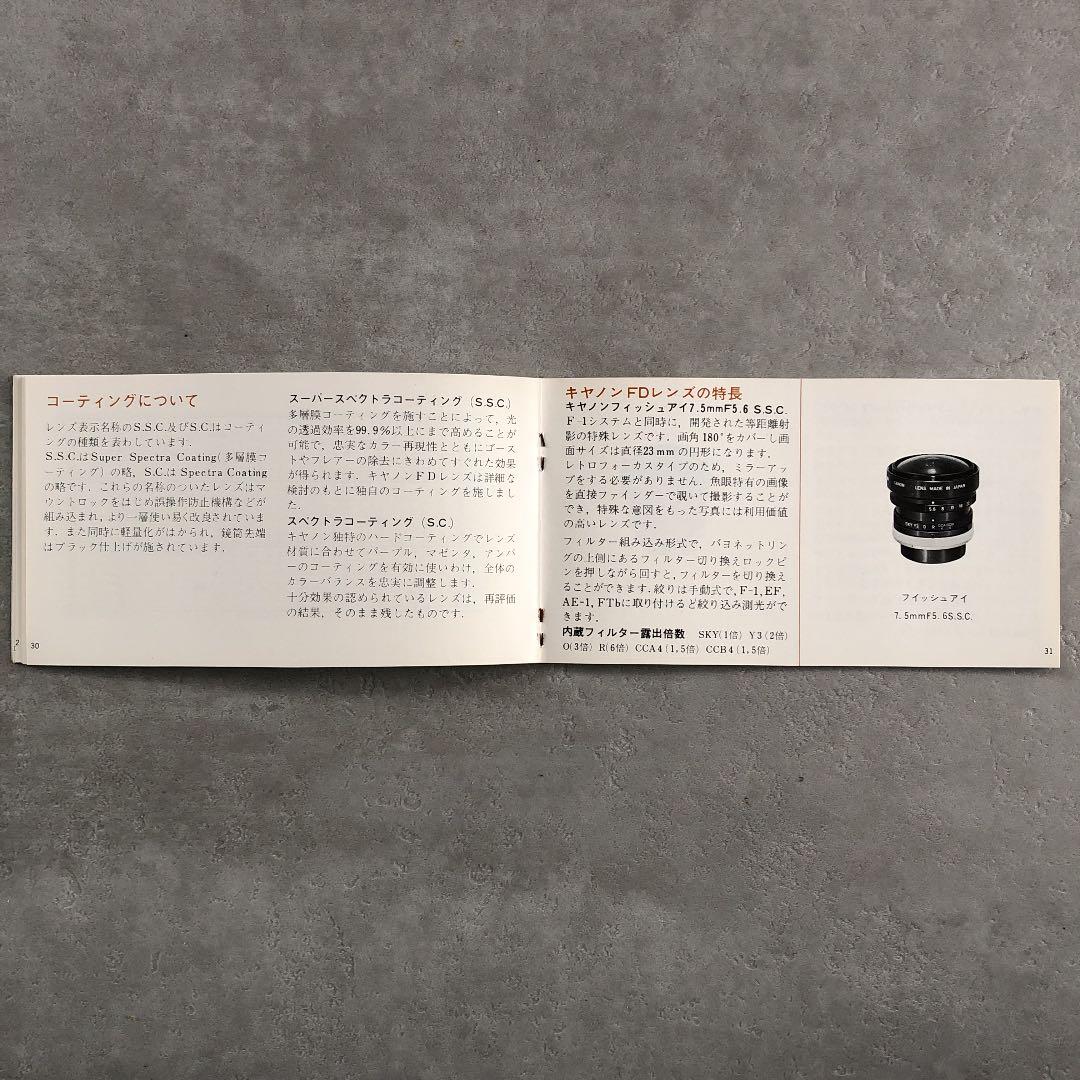 コーティングについて
レンズ表示名称のS.S.C.及びS.C.はコーティ
ングの種類を表わしています。
S.S.C.は Super Spectra Coating(多層膜コ
ーティング)の略，S.C.は Spectra Coating
の略です．これらの名称のついたレンズはマ
ウントロックをはじめ誤操作防止機構などが
組み込まれ，より一層使い易く改良されていま
す．また同時に軽量化がはかられ，鏡筒先端
はブラック仕上げが施されています．
2
1
30
スーパースペクトラコーティング (S.S.C.)
多層膜コーティングを施すことによって，光
の透過効率を99.9％以上にまで高めることが
可能で，忠実なカラー再現性とともにゴース
トやフレアーの除去にきわめてすぐれた効果
が得られます．キヤノンFDレンズは詳細な
検討のもとに独自のコーティングを施しまし
た．
スペクトラコーティング (S.C.)
キヤノン独特のハードコーティングでレンズ
材質に合わせてパープル，マゼンタ，アンバ
ーのコーティングを有効に使いわけ，全体の
カラーバランスを忠実に調整します．
十分効果の認められているレンズは，再評価
の結果，そのまま残したものです．
キヤノンFDレンズの特長
キヤノンフィッシュアイ7.5mmF5.6 S.S.C.
F-1システムと同時に，開発された等距離射
影の特殊レンズです．画角180°をカバーし画
面サイズは直径23mmの円形になります．
レトロフォーカスタイプのため，ミラーアッ
プをする必要がありません．魚眼特有の画像
を直接ファインダーで覗いて撮影することが
でき，特殊な意図をもった写真には利用価値
の高いレンズです．
フィルター組み込み形式で，バヨネットリン
グの上側にあるフィルター切り換えロックピ
ンを押しながら回すと，フィルターを切り換え
ることができます．絞りは手動式で，F-1，EF，
AE-1，FTbに取り付けるど絞り込み測光がで
きます．
内蔵フィルター露出倍数 SKY(1倍) Y3(2倍)
O(3倍) R(6倍) CCA4(1.5倍) CCB4(1.5倍)
CANON LENS MADE IN JAPAN
5.6 8 11 16
SKY Y3 O R
フイッシュアイ
7.5mmF5.6S.S.C.
31